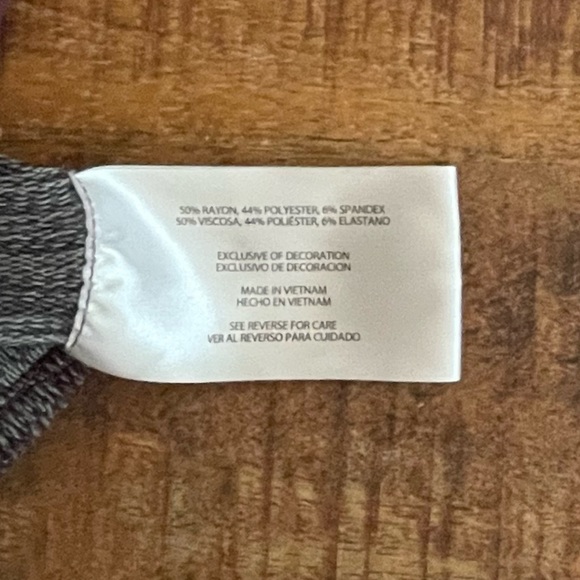 50% RAYON, 44% POLYESTER, 6% SPANDEX
50% VISCOSA, 44% POLIÉSTER, 6% ELASTANO
EXCLUSIVE OF DECORATION
EXCLUSIVO DE DECORACION
MADE IN VIETNAM
HECHO EN VIETNAM
SEE REVERSE FOR CARE
VER AL REVERSO PARA CUIDADO